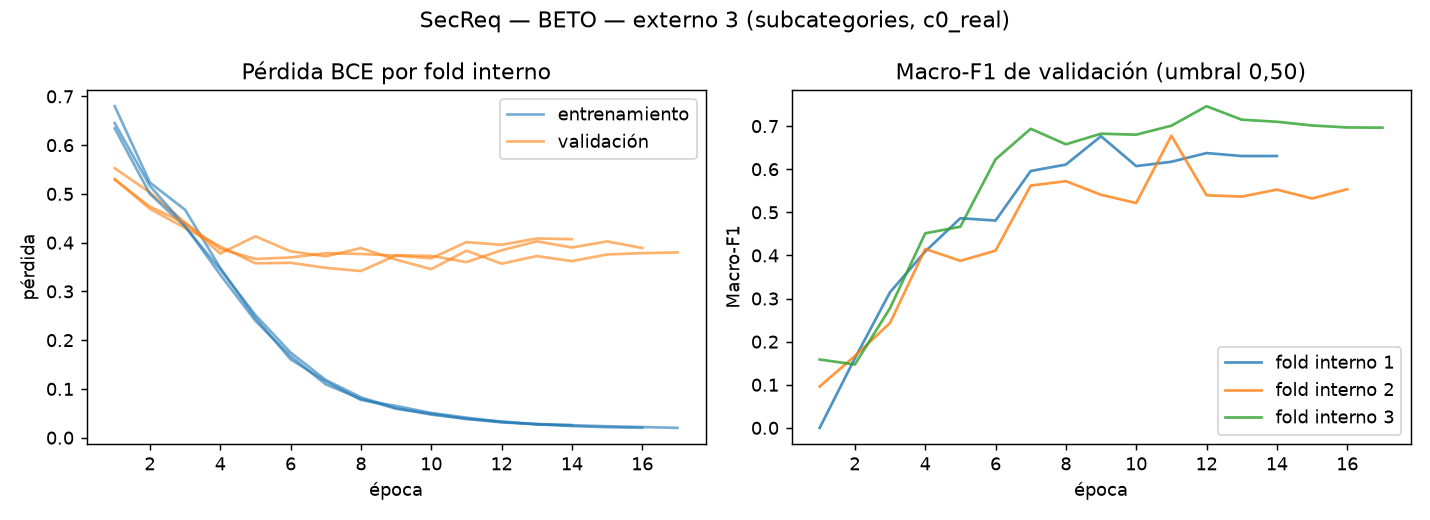 SecReq — BETO — externo 3 (subcategories, c0_real)
Pérdida BCE por fold interno
0.7
0.6
0.5
0.4
0.3
0.2
0.1
0.0
pérdida
entrenamiento
validación
2 4 6 8 10 12 14 16
época
Macro-F1 de validación (umbral 0,50)
0.7
0.6
0.5
0.4
0.3
0.2
0.1
0.0
Macro-F1
fold interno 1
fold interno 2
fold interno 3
2 4 6 8 10 12 14 16
época